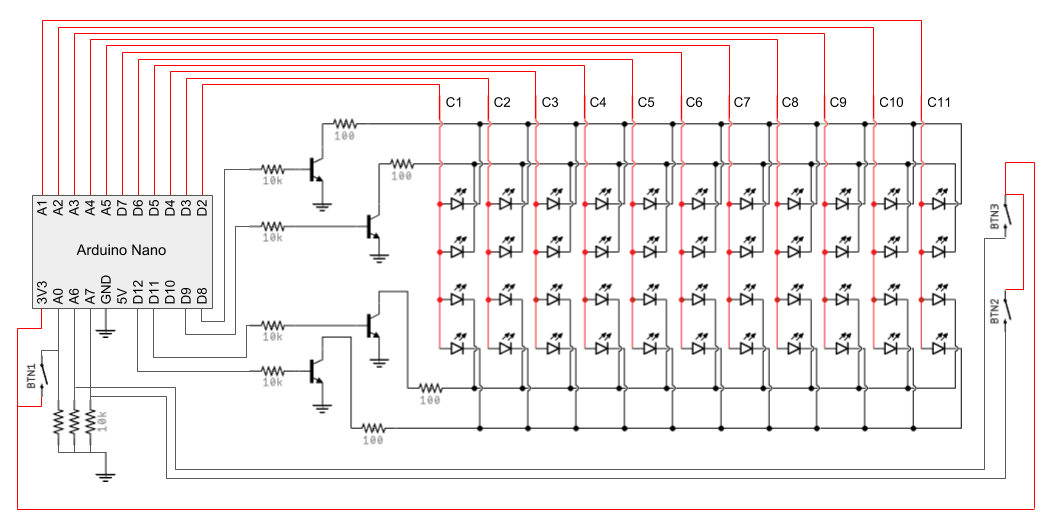 C1 C2 C3 C4 C5 C6 C7 C8 C9 C10 C11
100
100
10k
A1 A2 A3 A4 A5 D7 D6 D5 D4 D3 D2
10k
BTN3
Arduino Nano
3V3 A0 A6 A7 GND 5V D12 D11 D10 D9 D8
BTN2
10k
BTN1
10k
100
10k
100